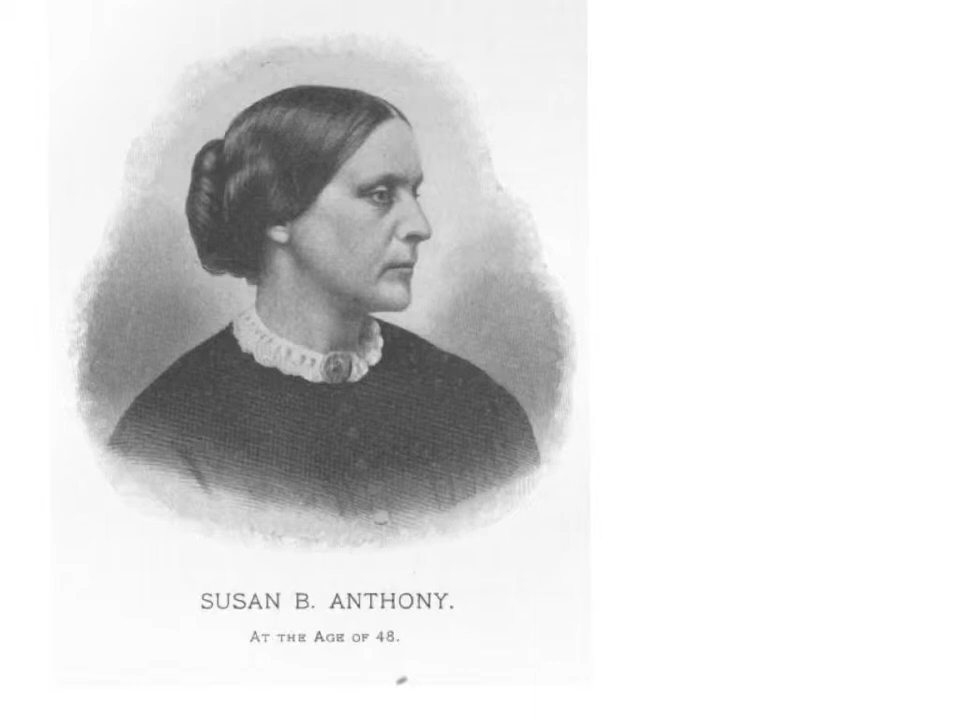 SUSAN B. ANTHONY.
AT THE AGE OF 48.